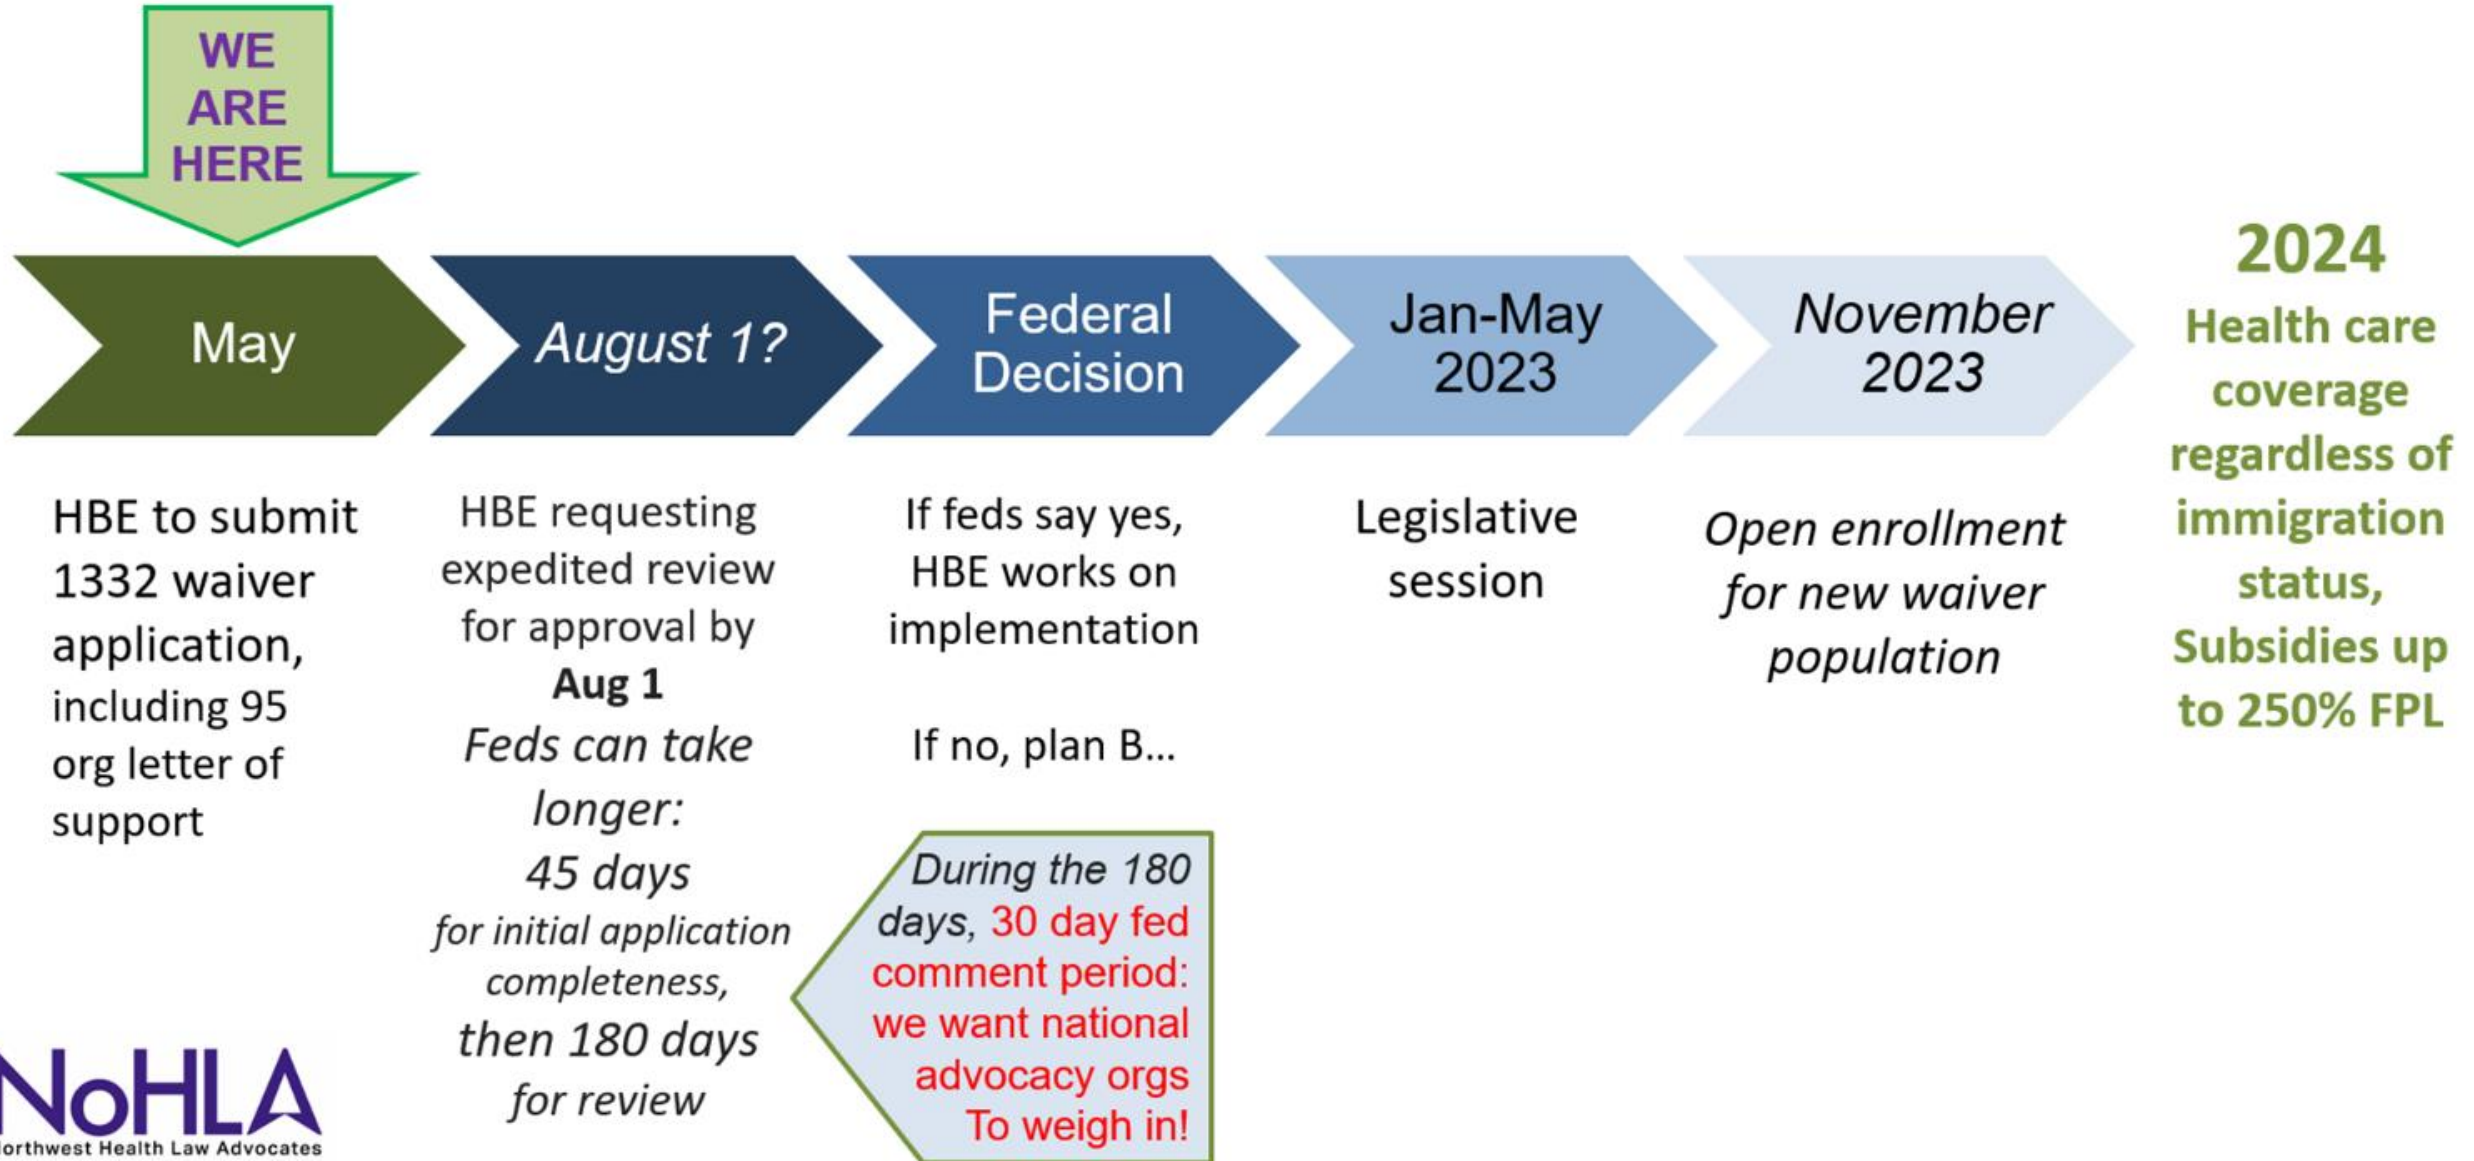 WE
ARE
HERE
May
August 1?
Federal
Decision
Jan-May
2023
November
2023
HBE to submit
1332 waiver
application,
including 95
org letter of
support
HBE requesting
expedited review
for approval by
Aug 1
Feds can take
longer:
45 days
for initial application
completeness,
then 180 days
for review
If feds say yes,
HBE works on
implementation
If no, plan B...
During the 180
days, 30 day fed
comment period:
we want national
advocacy orgs
To weigh in!
Legislative
session
Open enrollment
for new waiver
population
2024
Health care
coverage
regardless of
immigration
status,
Subsidies up
to 250% FPL
NoHLA
Northwest Health Law Advocates